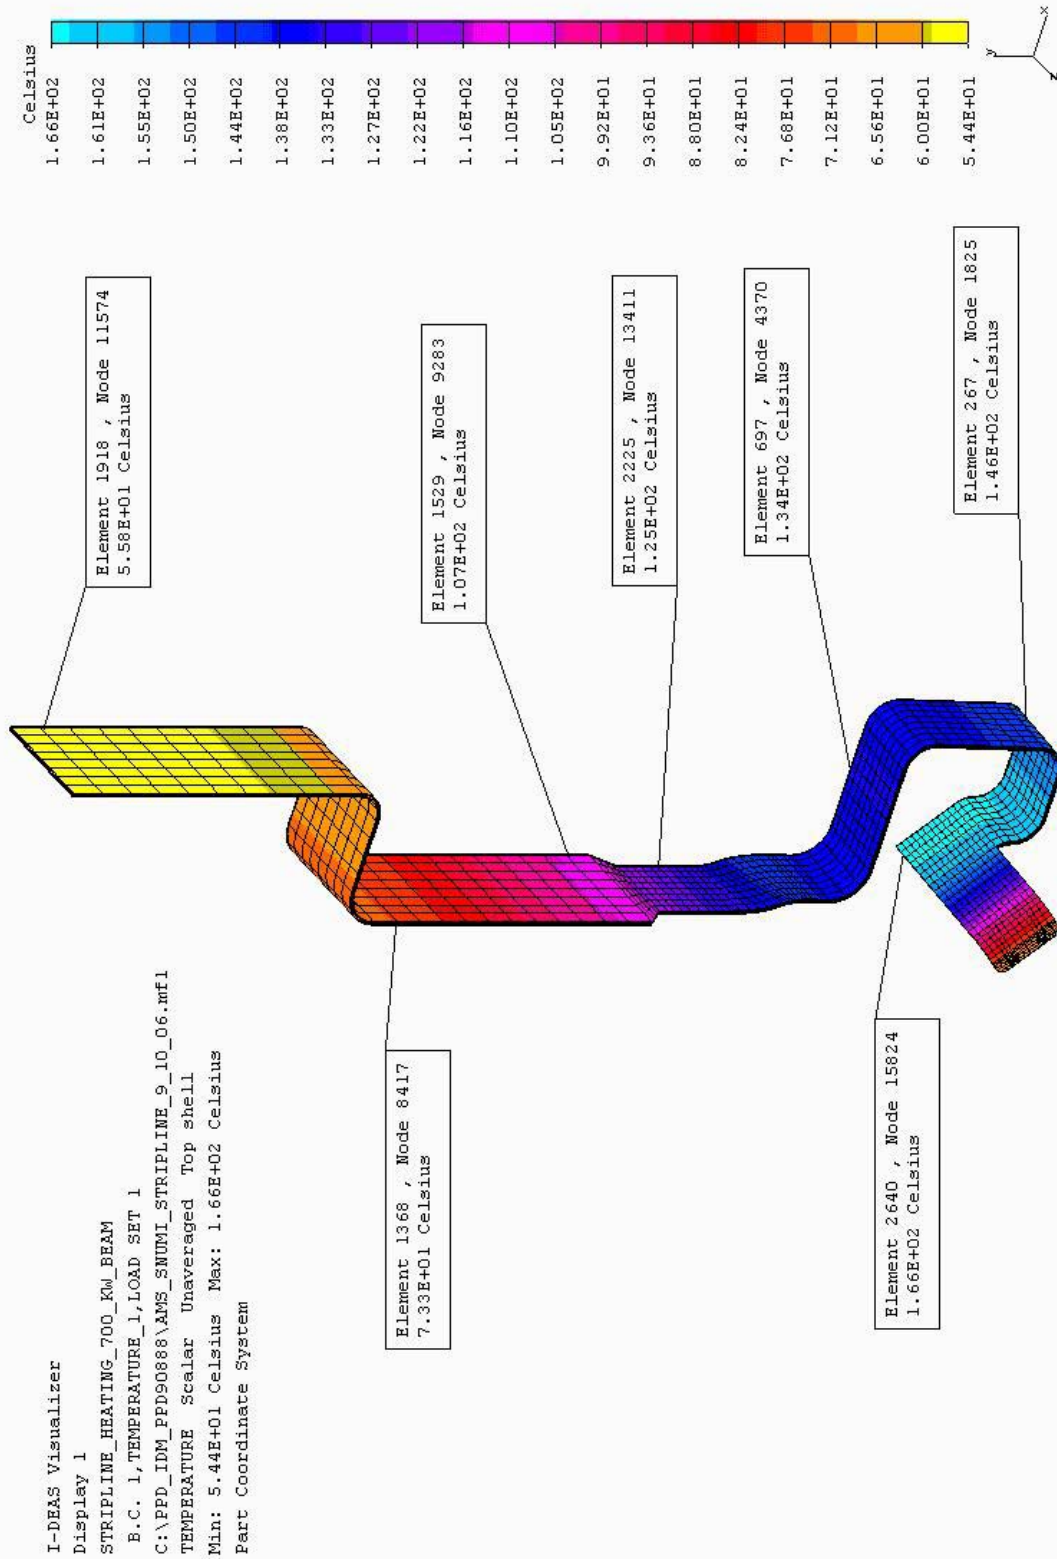 I-DEAS Visualizer
Display 1
STRIPLINE_HEATING_700_KW_BEAM
B.C. 1,TEMPERATURE_1,LOAD SET 1
C:\PPD_IDM_PPD90888\AMS_SNUMI_STRIPLINE_9_10_06.mf1
TEMPERATURE Scalar Unaveraged Top shell
Min: 5.44E+01 Celsius Max: 1.66E+02 Celsius
Part Coordinate System
Element 1918 , Node 11574
5.58E+01 Celsius
Element 1368 , Node 8417
7.33E+01 Celsius
Element 1529 , Node 9283
1.07E+02 Celsius
Element 2225 , Node 13411
1.25E+02 Celsius
Element 697 , Node 4370
1.34E+02 Celsius
Element 2640 , Node 15824
1.66E+02 Celsius
Element 267 , Node 1825
1.46E+02 Celsius
Celsius
1.66E+02
1.61E+02
1.55E+02
1.50E+02
1.44E+02
1.38E+02
1.33E+02
1.27E+02
1.22E+02
1.16E+02
1.10E+02
1.05E+02
9.92E+01
9.36E+01
8.80E+01
8.24E+01
7.68E+01
7.12E+01
6.56E+01
6.00E+01
5.44E+01
y
x
z